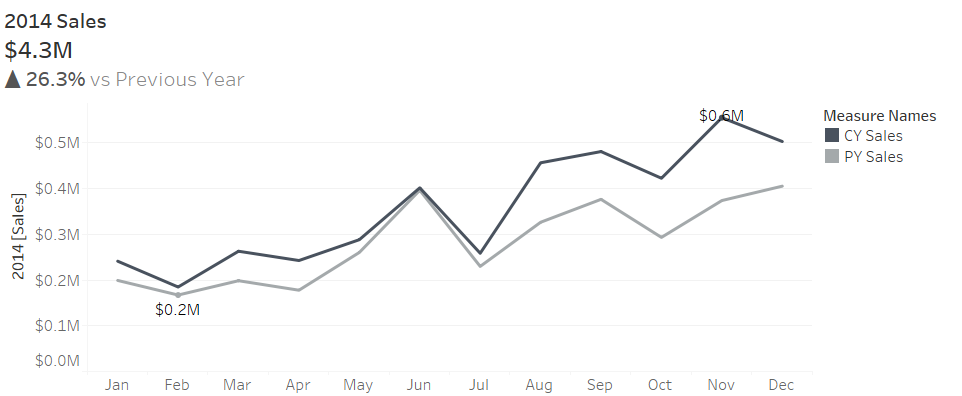 2014 Sales
$4.3M
▲ 26.3% vs Previous Year
$0.6M
Measure Names
CY Sales
PY Sales
2014 [Sales]
$0.5M
$0.4M
$0.3M
$0.2M
$0.1M
$0.0M
$0.2M
Jan Feb Mar Apr May Jun Jul Aug Sep Oct Nov Dec